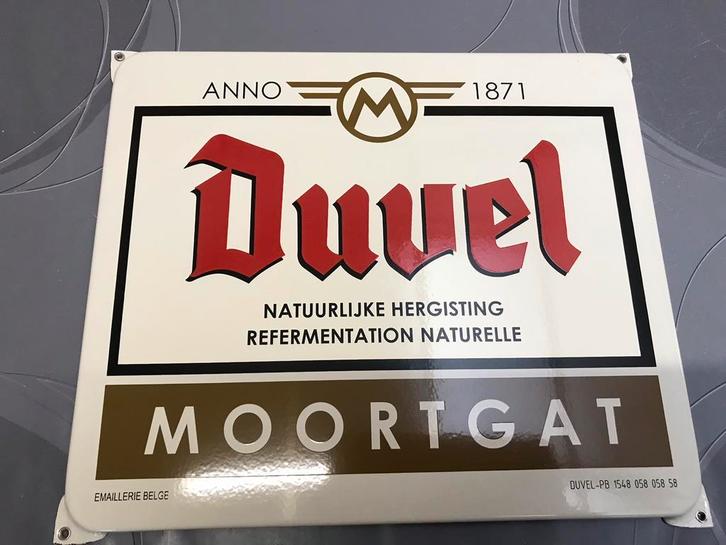 ANNO M 1871
Duvel
NATUURLIJKE HERGISTING
REFERMENTATION NATURELLE
MOORTGAT
EMAILLERIE BELGE
DUVEL-PB 1548 058 058 58